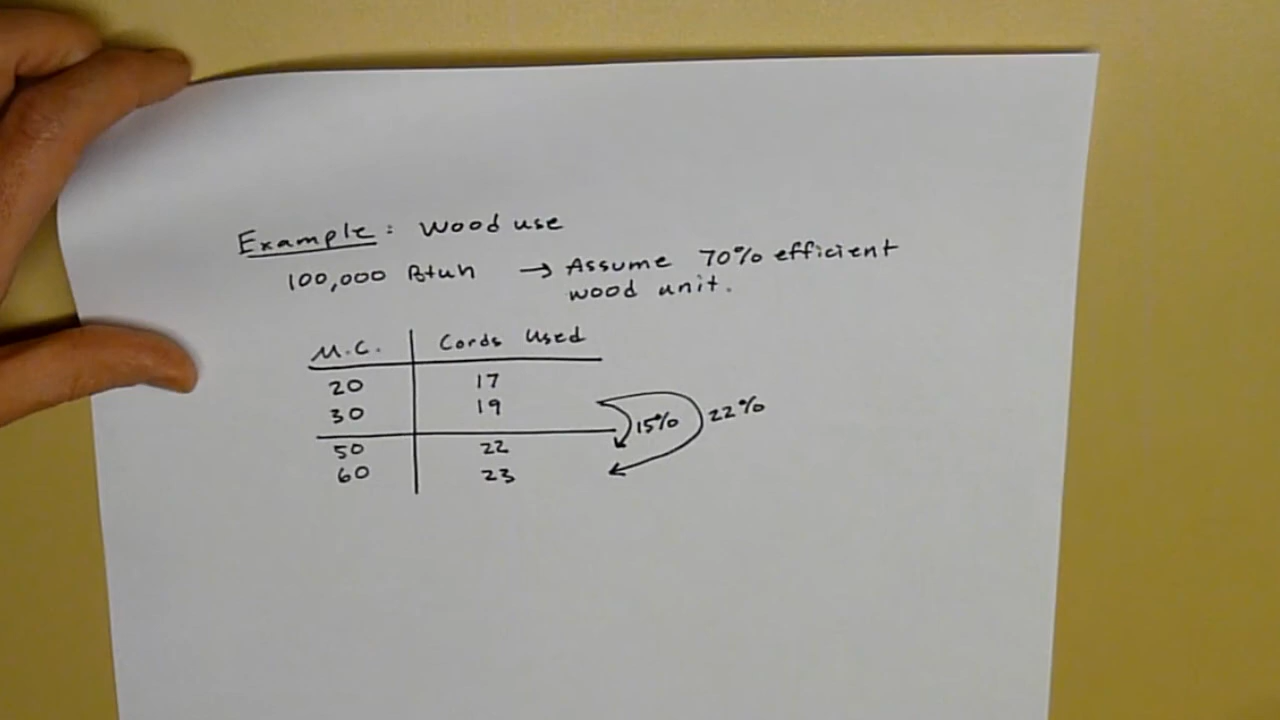 Example: Wood use
100,000 Btuh → Assume 70% efficient
wood unit.
M.C. Cords Used
20 17
30 19
50 22
60 23
15% 22%